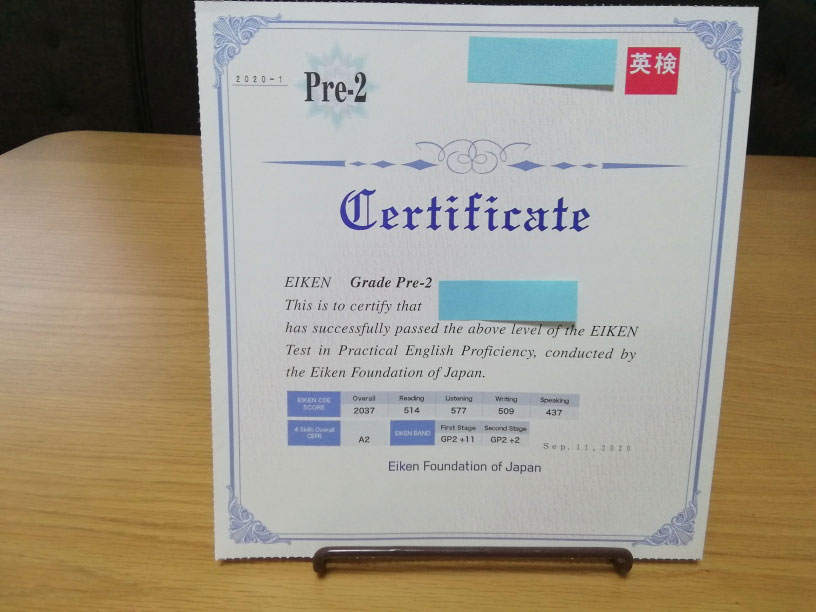 2020-1
Pre-2
英検
Certificate
EIKEN Grade Pre-2
This is to certify that
has successfully passed the above level of the EIKEN
Test in Practical English Proficiency, conducted by
the Eiken Foundation of Japan.
EIKEN CSE SCORE Overall Reading Listening Writing Speaking
2037 514 577 509 437
4 Skills Overall CEFR A2 EIKEN BAND First Stage Second Stage
GP2 +11 GP2 +2
Sep.11,2020
Eiken Foundation of Japan